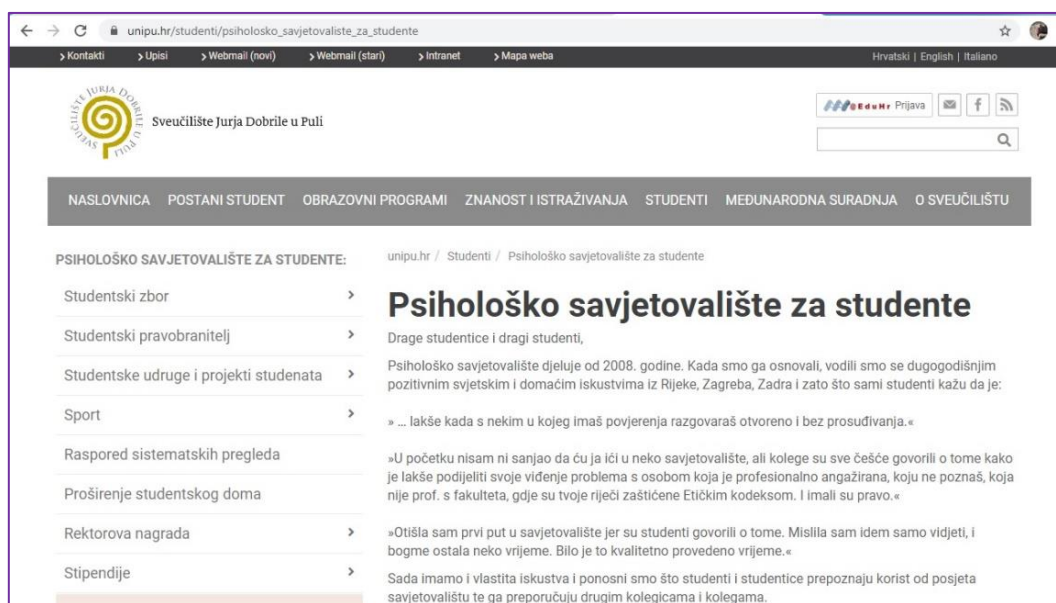 unipu.hr/studenti/psiholosko_savjetovaliste_za_studente
Kontakti Upisi Webmail (novi) Webmail (stari) Intranet Mapa weba Hrvatski | English | Italiano
SVEUČILIŠTE JURJA DOBRILE U PULI
Sveučilište Jurja Dobrile u Puli
@EduHr Prijava
NASLOVNICA POSTANI STUDENT OBRAZOVNI PROGRAMI ZNANOST I ISTRAŽIVANJA STUDENTI MEĐUNARODNA SURADNJA O SVEUČILIŠTU
PSIHOLOŠKO SAVJETOVALIŠTE ZA STUDENTE:
Studentski zbor
Studentski pravobranitelj
Studentske udruge i projekti studenata
Sport
Raspored sistematskih pregleda
Proširenje studentskog doma
Rektorova nagrada
Stipendije
unipu.hr / Studenti / Psihološko savjetovalište za studente
Psihološko savjetovalište za studente
Drage studentice i dragi studenti,
Psihološko savjetovalište djeluje od 2008. godine. Kada smo ga osnovali, vodili smo se dugogodišnjim
pozitivnim svjetskim i domaćim iskustvima iz Rijeke, Zagreba, Zadra i zato što sami studenti kažu da je:
» ... lakše kada s nekim u kojeg imaš povjerenja razgovaraš otvoreno i bez prosuđivanja.«
»U početku nisam ni sanjao da ću ja ići u neko savjetovalište, ali kolege su sve češće govorili o tome kako
je lakše podijeliti svoje viđenje problema s osobom koja je profesionalno angažirana, koju ne poznaš, koja
nije prof. s fakulteta, gdje su tvoje riječi zaštićene Etičkim kodeksom. I imali su pravo.«
»Otišla sam prvi put u savjetovalište jer su studenti govorili o tome. Mislila sam idem samo vidjeti, i
bogme ostala neko vrijeme. Bilo je to kvalitetno provedeno vrijeme.«
Sada imamo i vlastita iskustva i ponosni smo što studenti i studentice prepoznaju korist od posjeta
savjetovalištu te ga preporučuju drugim kolegicama i kolegama.